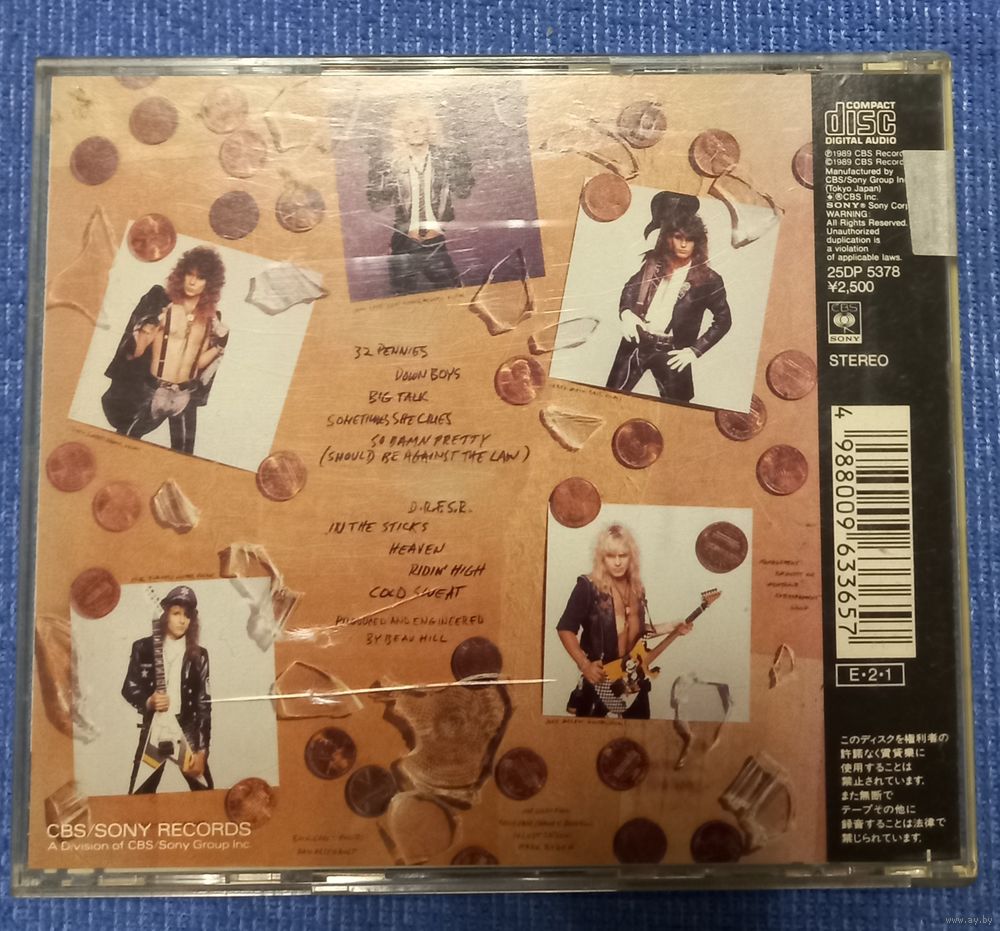 32 PENNIES
DOWN BOYS
BIG TALK
SOMETIMES SHE CRIES
SO DAMN PRETTY
(SHOULD BE AGAINST THE LAW)
D.R.F.S.R.
IN THE STICKS
HEAVEN
RIDIN' HIGH
COLD SWEAT
PRODUCED AND ENGINEERED
BY BEAU HILL
CBS/SONY RECORDS
A Division of CBS/Sony Group Inc.
COMPACT
disc
DIGITAL AUDIO
℗1989 CBS Record
©1989 CBS Record
Manufactured by
CBS/Sony Group In
(Tokyo Japan)
®CBS Inc.
SONY® Sony Corp
WARNING:
All Rights Reserved.
Unauthorized
duplication is
a violation
of applicable laws.
25DP 5378
¥2,500
CBS
SONY
STEREO
4 988009 633657
E・2・1
このディスクを権利者の
許諾なく賃貸業に
使用することは
禁止されています。
また無断で
テープその他に
録音することは法律で
禁じられています。
www.ay.by